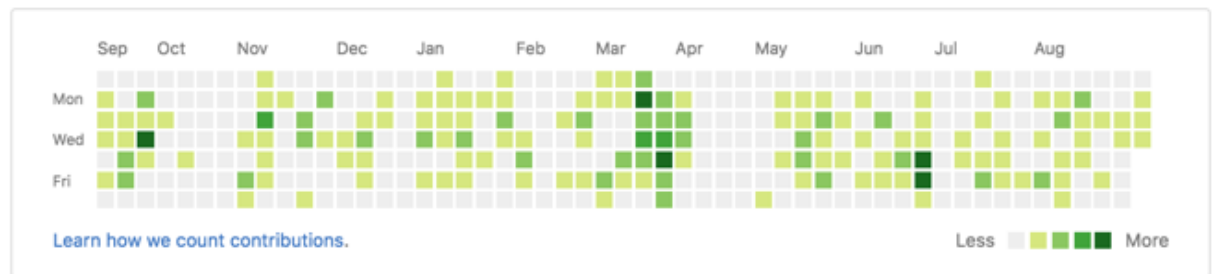 Sep Oct Nov Dec Jan Feb Mar Apr May Jun Jul Aug
Mon
Wed
Fri
Learn how we count contributions. Less More